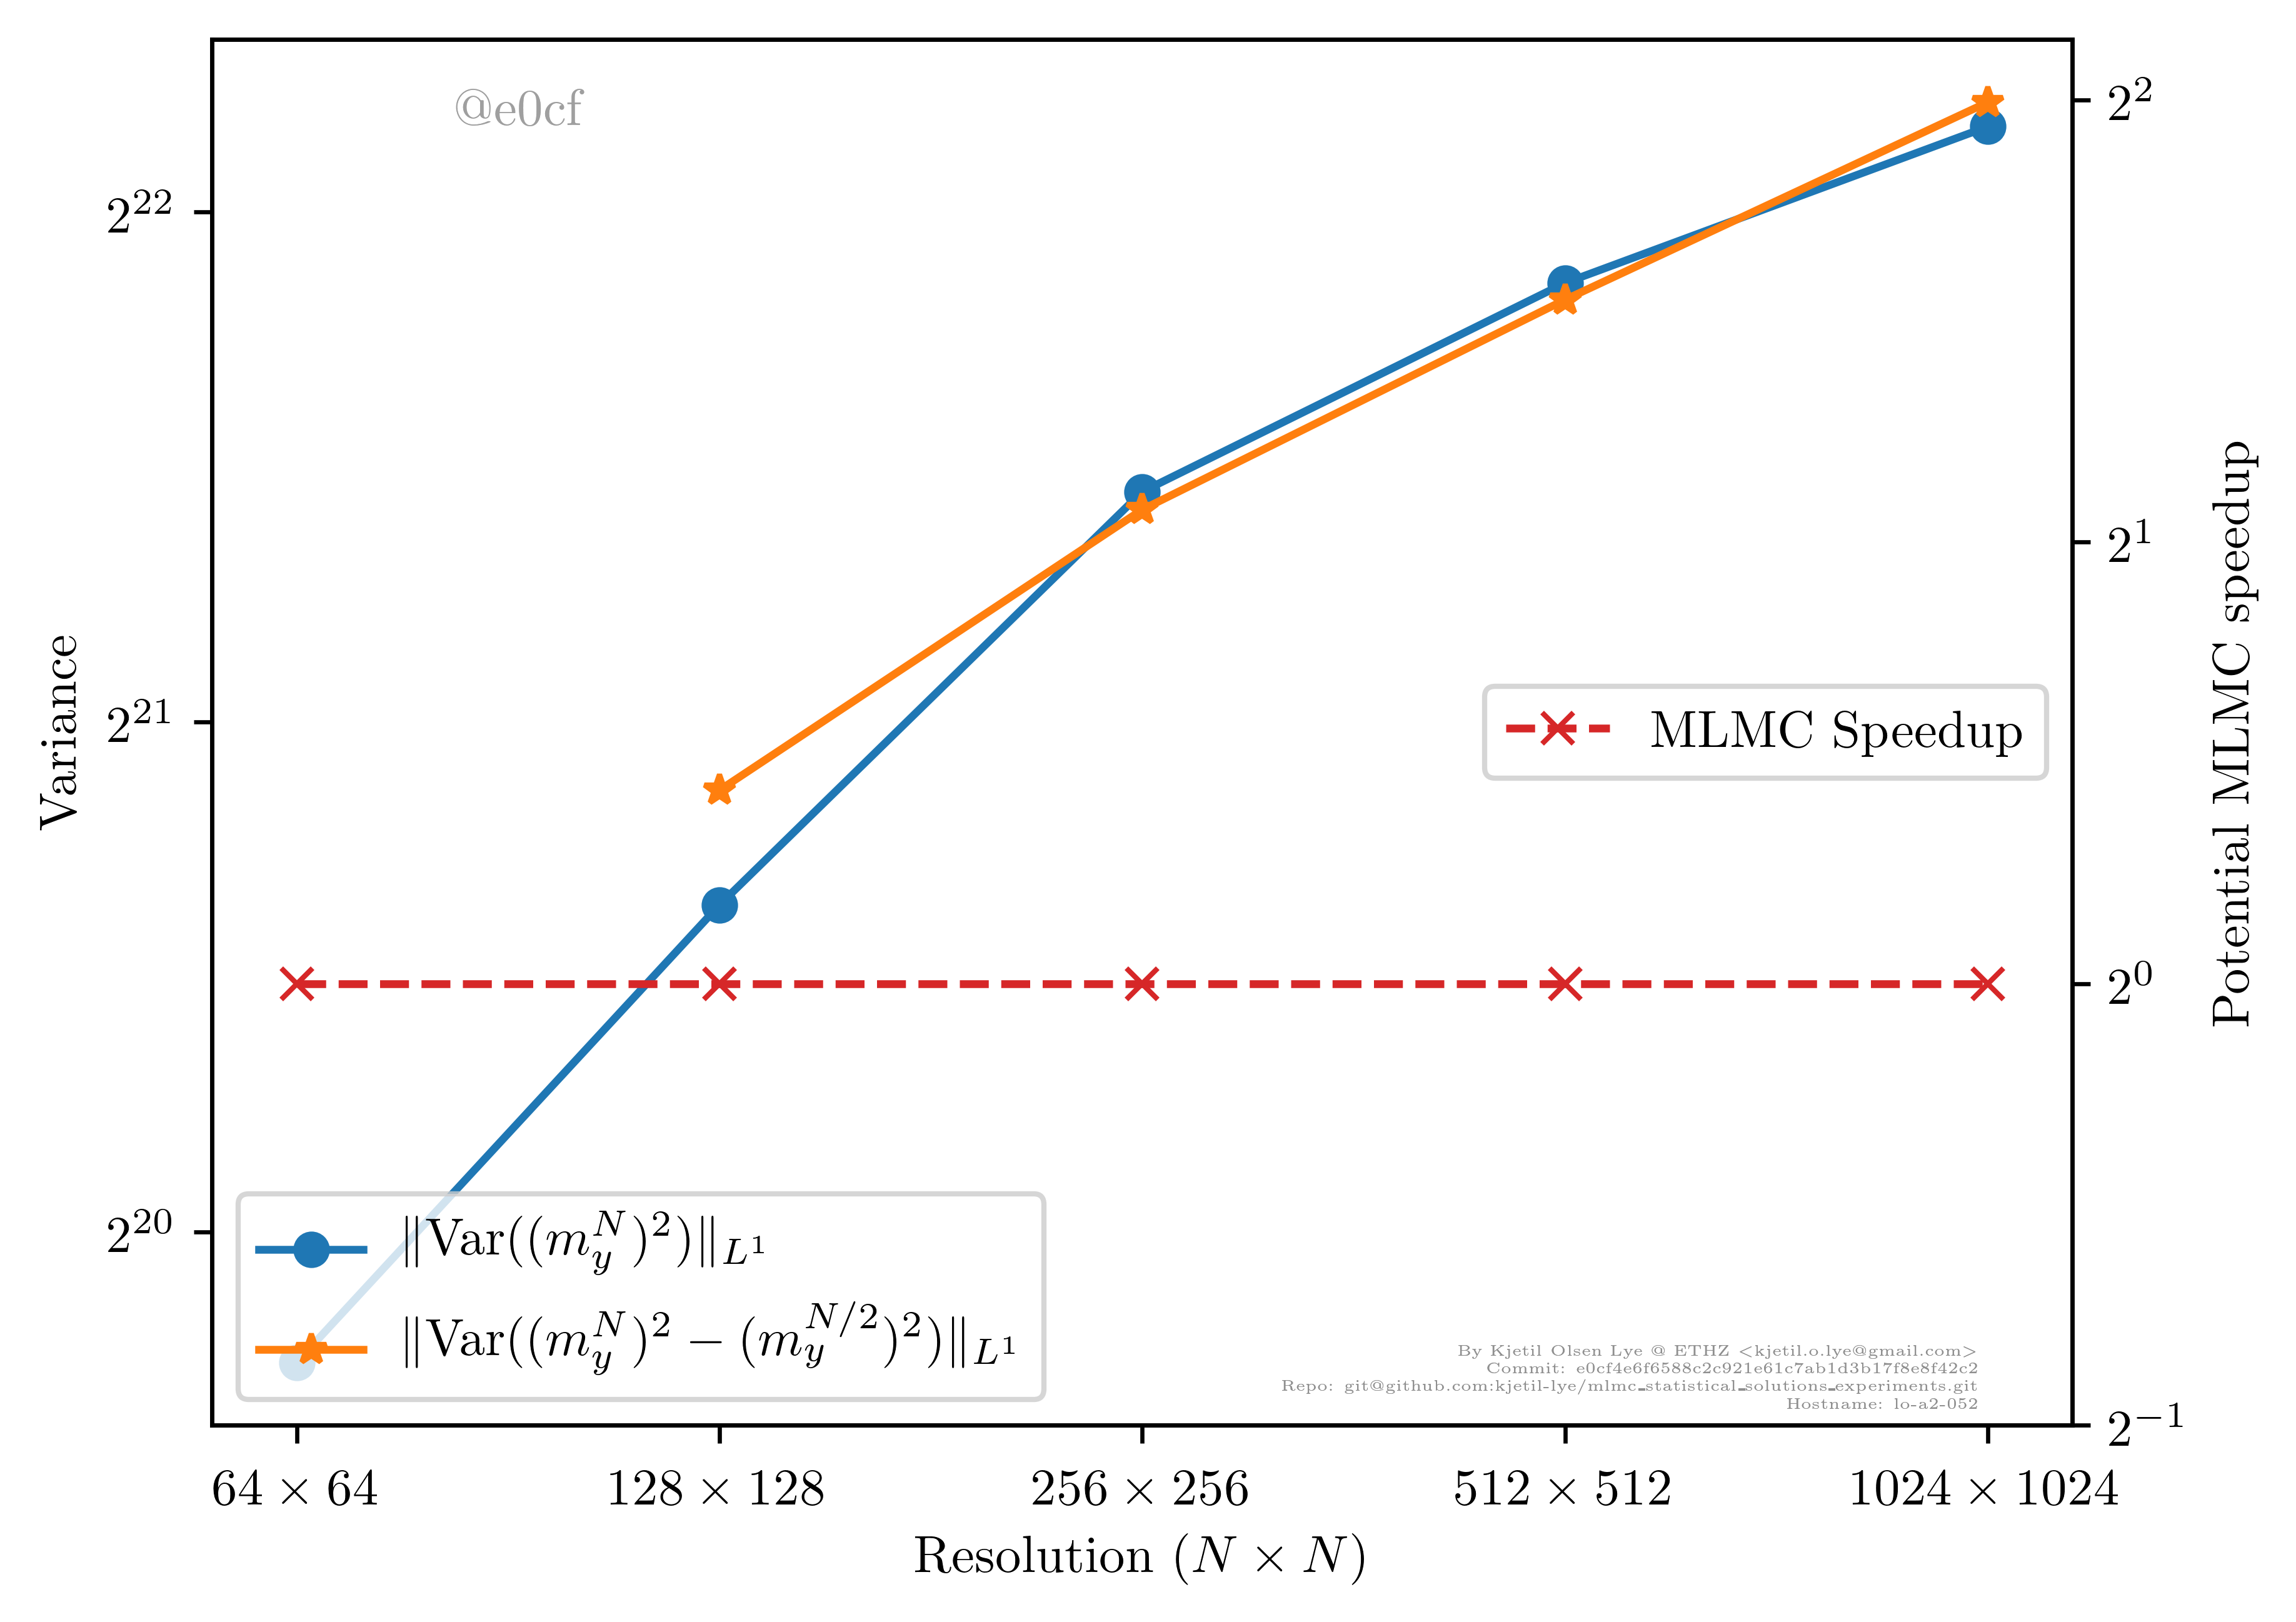 @e0cf
2^22
2^21
2^20
Variance
2^2
2^1
2^0
2^−1
Potential MLMC speedup
MLMC Speedup
‖Var((m_y^N)^2)‖_{L^1}
‖Var((m_y^N)^2 − (m_y^{N/2})^2)‖_{L^1}
By Kjetil Olsen Lye @ ETHZ <kjetil.o.lye@gmail.com>
Commit: e0cf4e6f6588c2c921e61c7ab1d3b17f8e8f42c2
Repo: git@github.com:kjetil-lye/mlmc_statistical_solutions_experiments.git
Hostname: lo-a2-052
64 × 64 128 × 128 256 × 256 512 × 512 1024 × 1024
Resolution (N × N)